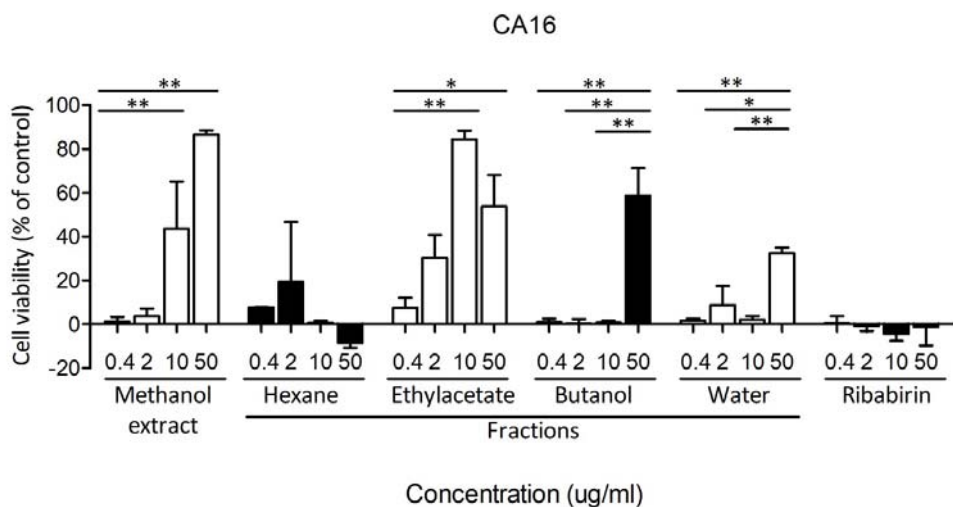 CA16
** ** * ** ** ** ** ** * **
Cell viability (% of control)
100
80
60
40
20
0
-20
0.4 2 10 50 0.4 2 10 50 0.4 2 10 50 0.4 2 10 50 0.4 2 10 50 0.4 2 10 50
Methanol extract
Hexane Ethylacetate Butanol Water Ribabirin
Fractions
Concentration (ug/ml)